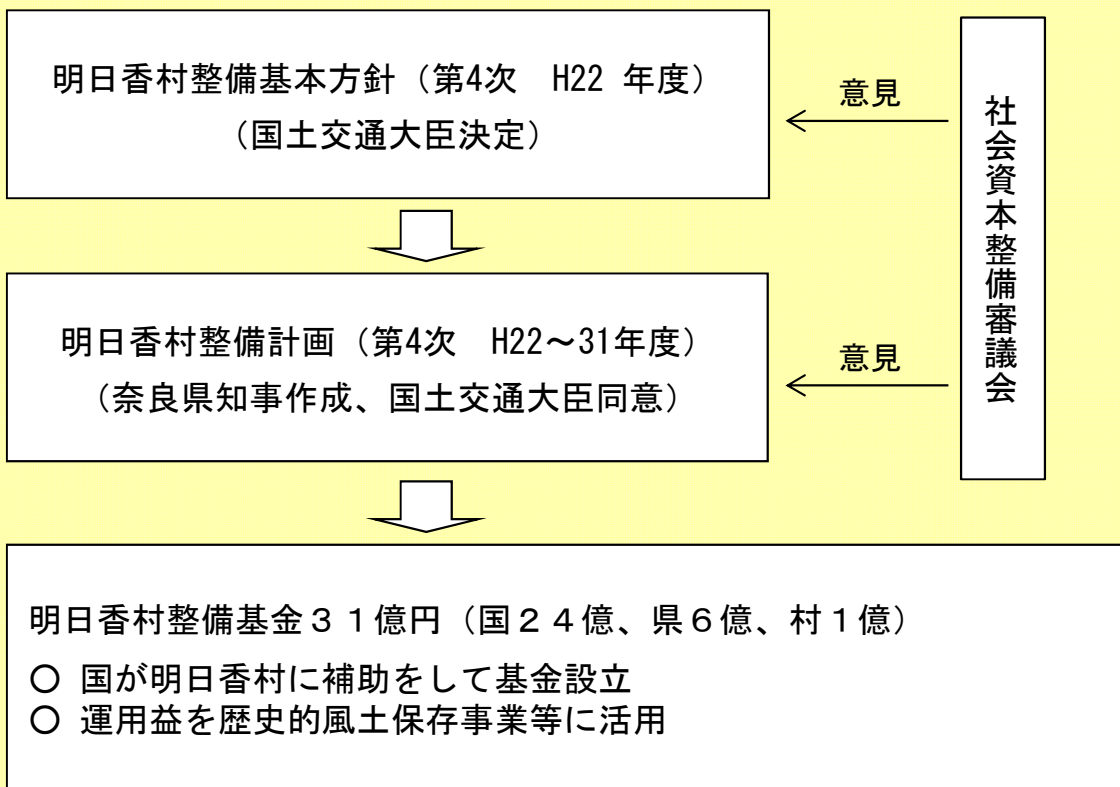 明日香村整備基本方針（第4次　H22 年度）
（国土交通大臣決定）
意見
社会資本整備審議会
明日香村整備計画（第4次　H22～31年度）
（奈良県知事作成、国土交通大臣同意）
意見
明日香村整備基金３１億円（国２４億、県６億、村１億）
○ 国が明日香村に補助をして基金設立
○ 運用益を歴史的風土保存事業等に活用